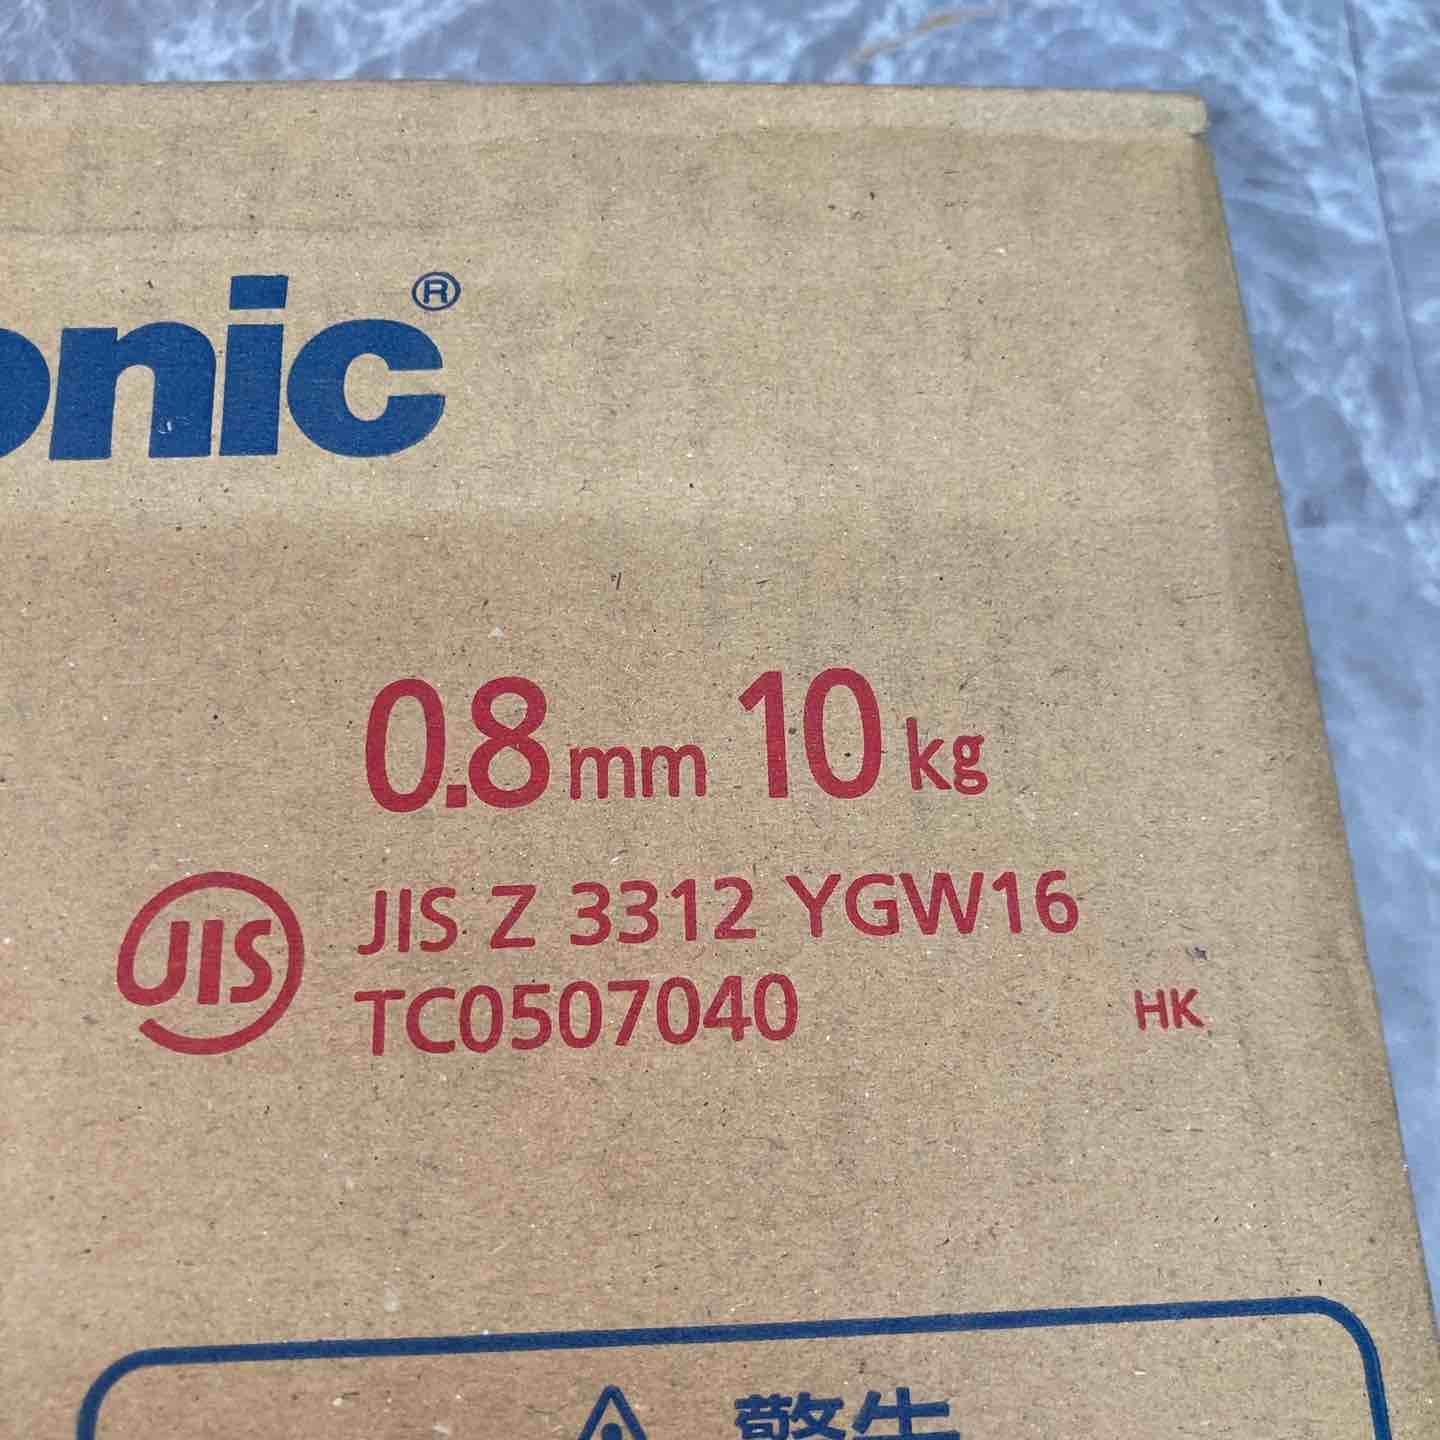 onic®
0.8mm 10kg
JIS JIS Z 3312 YGW16
TC0507040 HK
警告